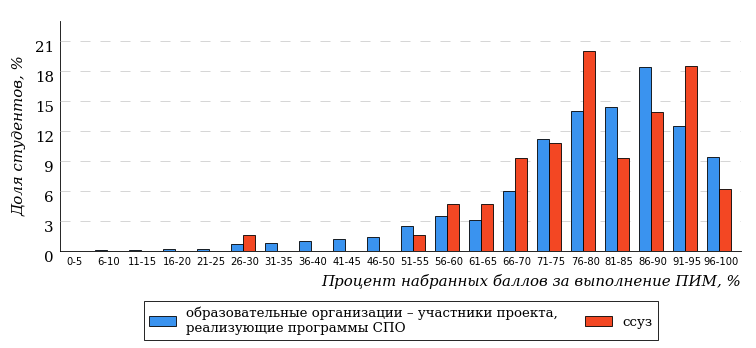 Доля студентов, %
21
18
15
12
9
6
3
0
0-5 6-10 11-15 16-20 21-25 26-30 31-35 36-40 41-45 46-50 51-55 56-60 61-65 66-70 71-75 76-80 81-85 86-90 91-95 96-100
Процент набранных баллов за выполнение ПИМ, %
образовательные организации – участники проекта,
реализующие программы СПО
ссуз